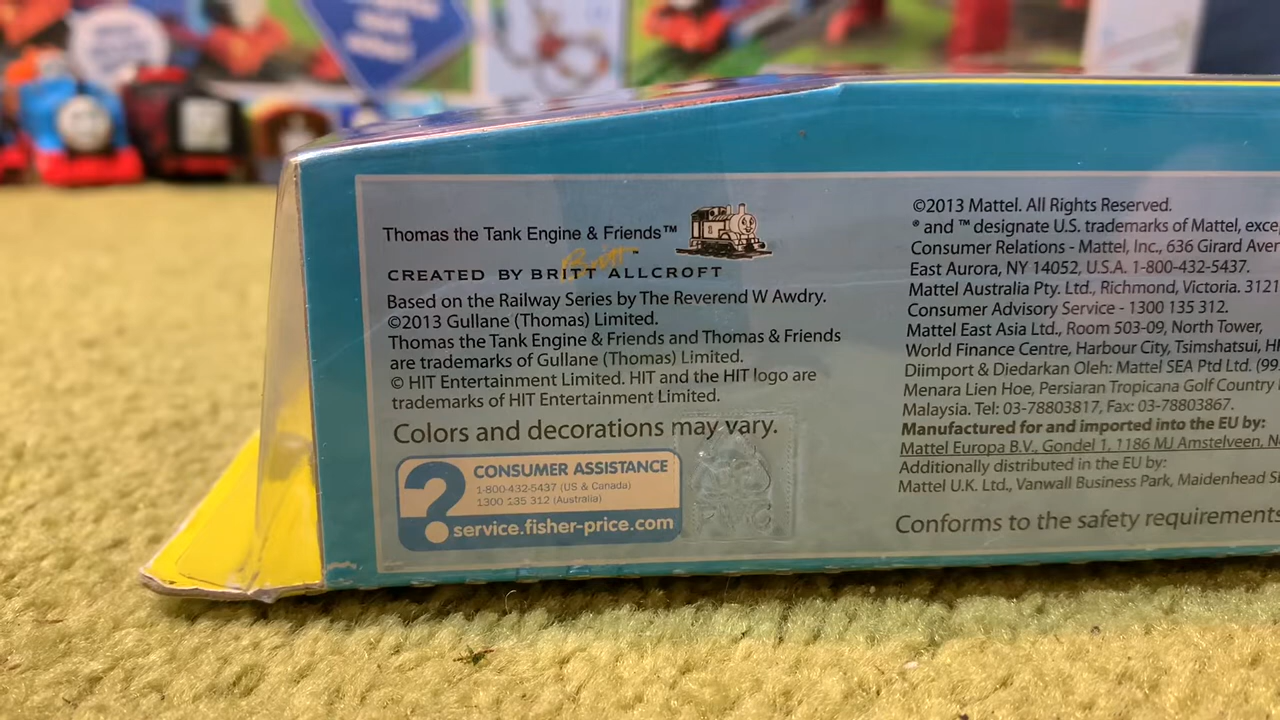 Thomas the Tank Engine & Friends™
Britt™
CREATED BY BRITT ALLCROFT
Based on the Railway Series by The Reverend W Awdry.
©2013 Gullane (Thomas) Limited.
Thomas the Tank Engine & Friends and Thomas & Friends
are trademarks of Gullane (Thomas) Limited.
© HIT Entertainment Limited. HIT and the HIT logo are
trademarks of HIT Entertainment Limited.
Colors and decorations may vary.
?
CONSUMER ASSISTANCE
1-800-432-5437 (US & Canada)
1300 135 312 (Australia)
service.fisher-price.com
©2013 Mattel. All Rights Reserved.
® and ™ designate U.S. trademarks of Mattel,
Consumer Relations - Mattel, Inc., 636 Girard
East Aurora, NY 14052, U.S.A. 1-800-432-5437.
Mattel Australia Pty. Ltd., Richmond, Victoria. 3121
Consumer Advisory Service - 1300 135 312.
Mattel East Asia Ltd., Room 503-09, North Tower,
World Finance Centre, Harbour City, Tsimshatsui,
Diimport & Diedarkan Oleh: Mattel SEA Ptd Ltd.
Menara Lien Hoe, Persiaran Tropicana Golf Country
Malaysia. Tel: 03-78803817, Fax: 03-78803867.
Manufactured for and imported into the EU by:
Mattel Europa B.V., Gondel 1, 1186 MJ Amstelveen,
Additionally distributed in the EU by:
Mattel U.K. Ltd., Vanwall Business Park, Maidenhead
Conforms to the safety requirements